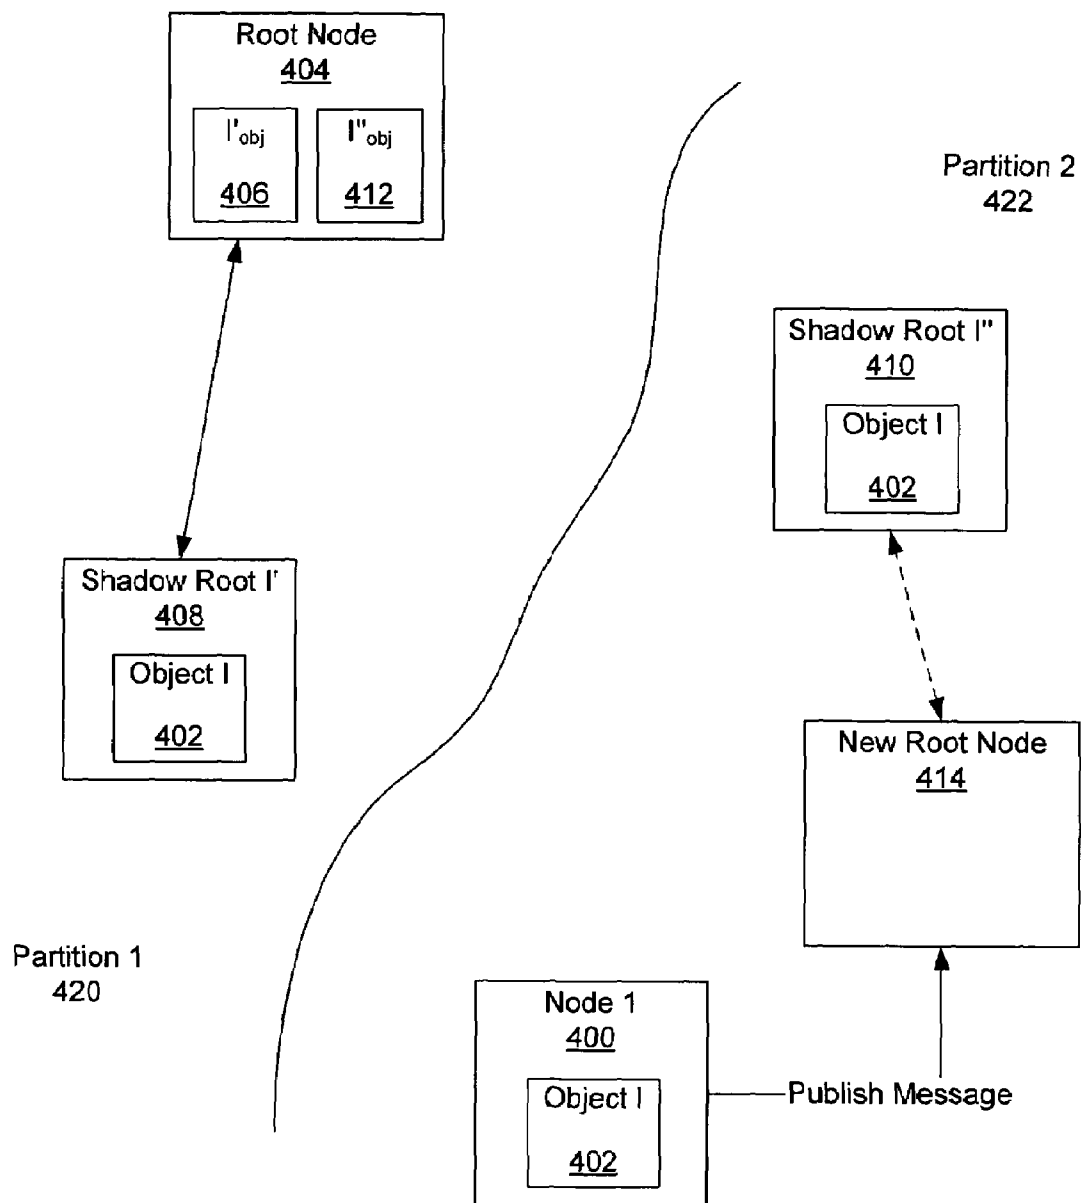 Root Node
404
I'obj
I''obj
406
412
Partition 2
422
Shadow Root I''
410
Object I
402
Shadow Root I'
408
Object I
402
New Root Node
414
Partition 1
420
Node 1
400
Publish Message
Object I
402